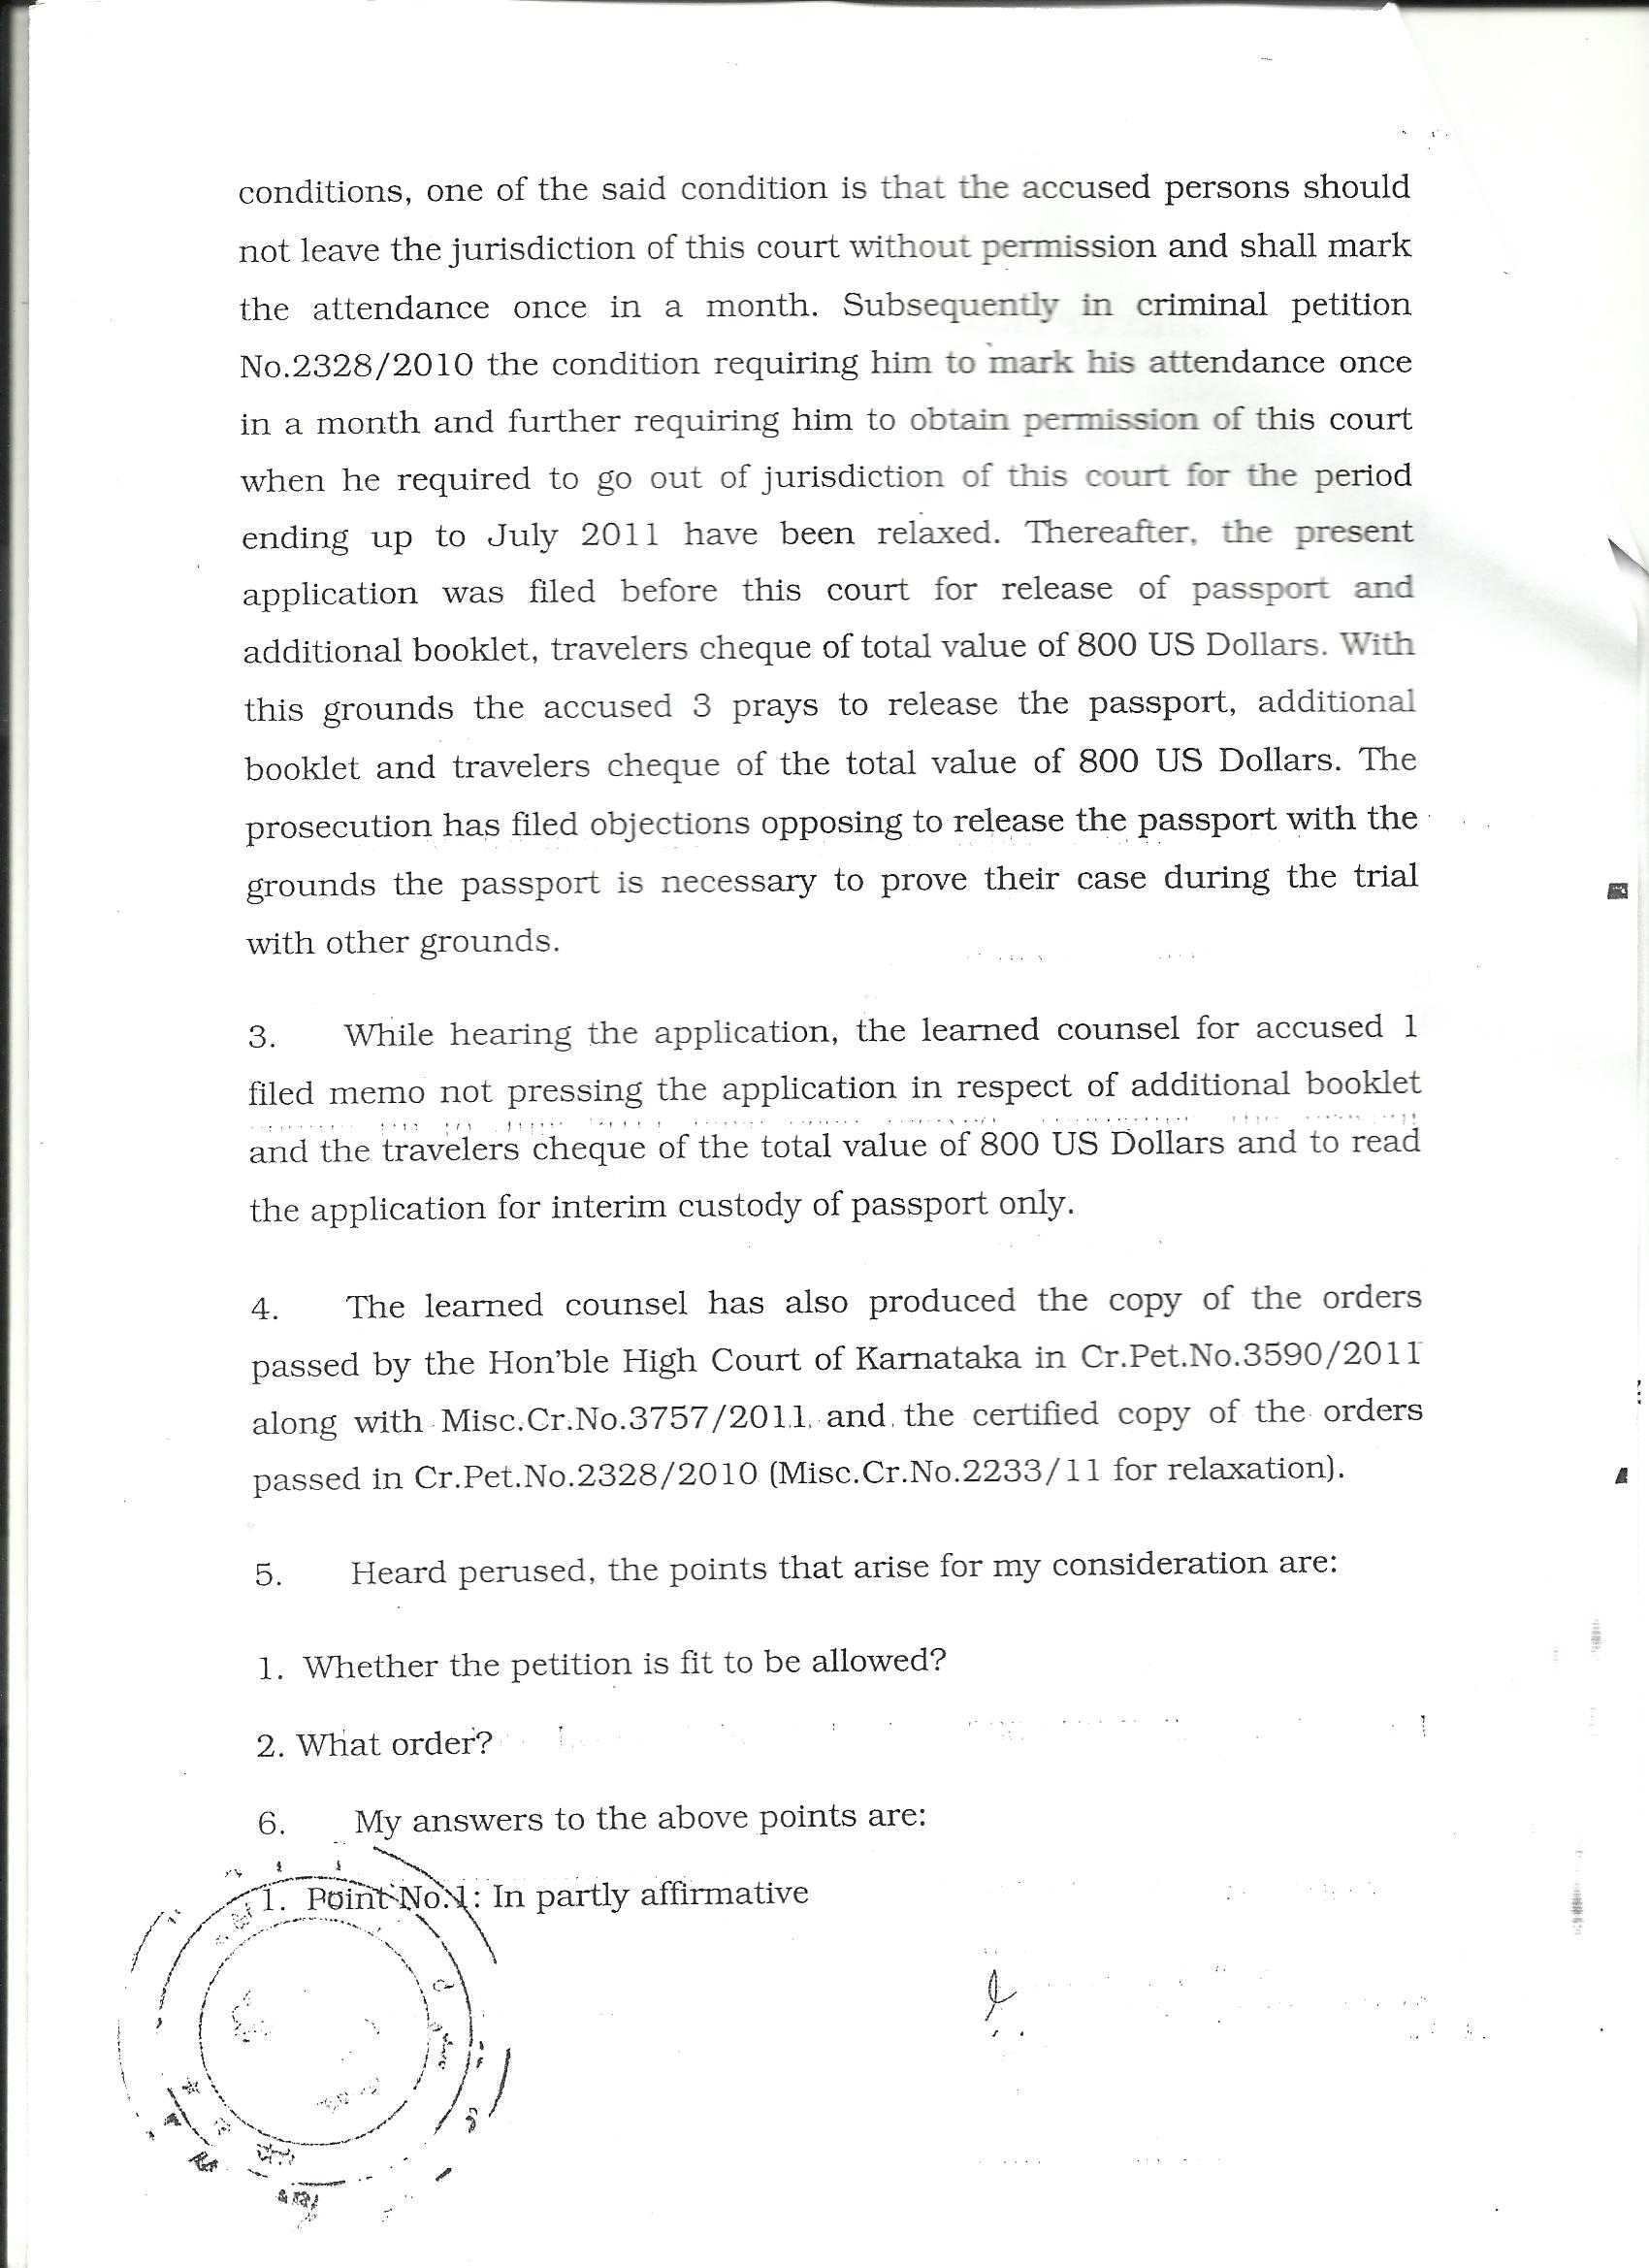 conditions, one of the said condition is that the accused persons should
not leave the jurisdiction of this court without permission and shall mark
the attendance once in a month. Subsequently in criminal petition
No.2328/2010 the condition requiring him to mark his attendance once
in a month and further requiring him to obtain permission of this court
when he required to go out of jurisdiction of this court for the period
ending up to July 2011 have been relaxed. Thereafter, the present
application was filed before this court for release of passport and
additional booklet, travelers cheque of total value of 800 US Dollars. With
this grounds the accused 3 prays to release the passport, additional
booklet and travelers cheque of the total value of 800 US Dollars. The
prosecution has filed objections opposing to release the passport with the
grounds the passport is necessary to prove their case during the trial
with other grounds.
3. While hearing the application, the learned counsel for accused 1
filed memo not pressing the application in respect of additional booklet
and the travelers cheque of the total value of 800 US Dollars and to read
the application for interim custody of passport only.
4. The learned counsel has also produced the copy of the orders
passed by the Hon'ble High Court of Karnataka in Cr.Pet.No.3590/2011
along with Misc.Cr.No.3757/2011 and the certified copy of the orders
passed in Cr.Pet.No.2328/2010 (Misc.Cr.No.2233/11 for relaxation).
5. Heard perused, the points that arise for my consideration are:
1. Whether the petition is fit to be allowed?
2. What order?
6. My answers to the above points are:
1. Point No.1: In partly affirmative